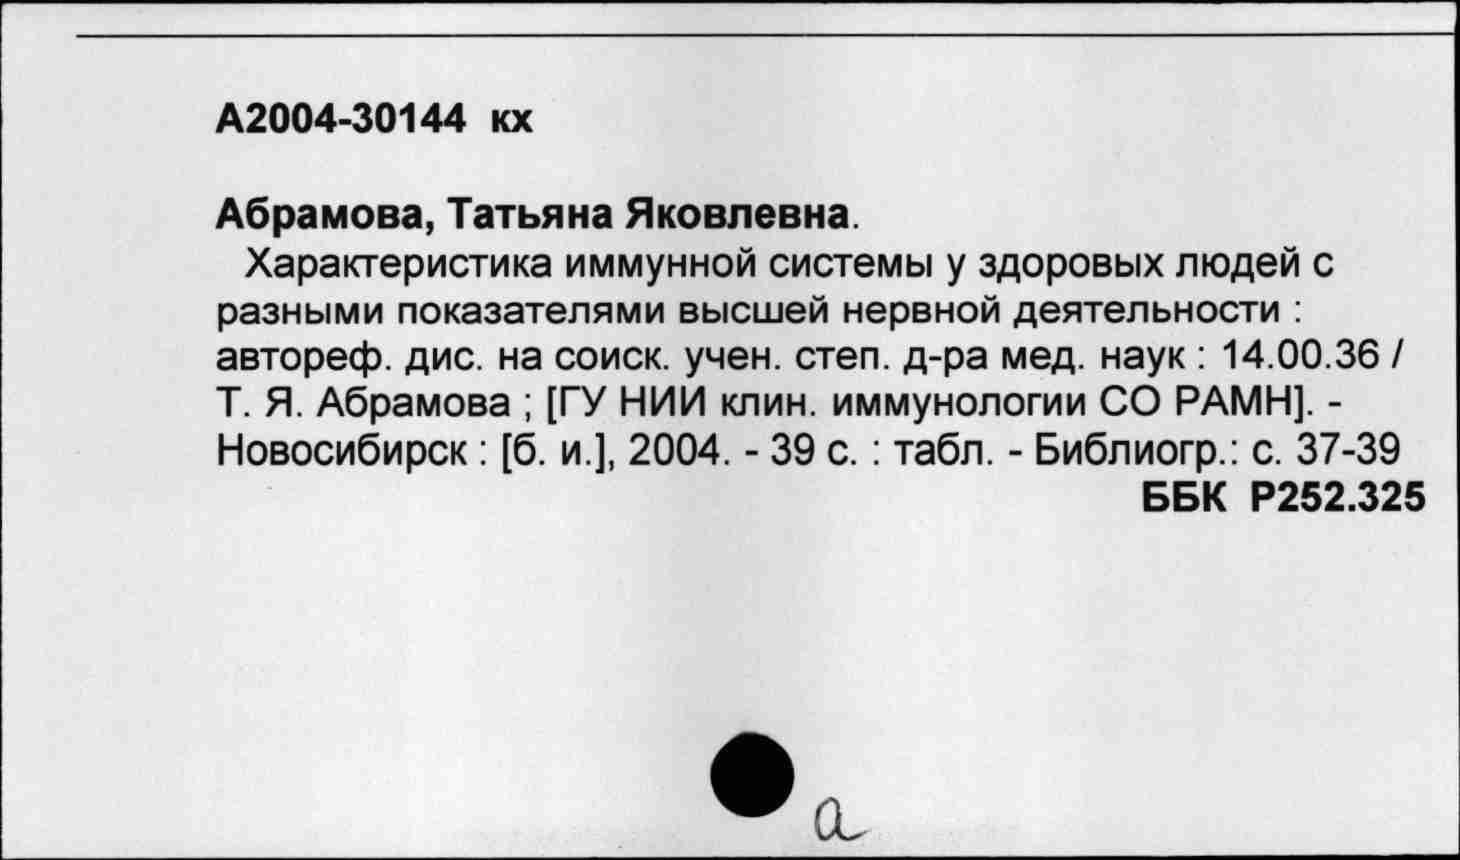 А2004-30144 кх
Абрамова, Татьяна Яковлевна.
Характеристика иммунной системы у здоровых людей с
разными показателями высшей нервной деятельности :
автореф. дис. на соиск. учен. степ. д-ра мед. наук : 14.00.36 /
Т. Я. Абрамова ; [ГУ НИИ клин. иммунологии СО РАМН]. -
Новосибирск : [б. и.], 2004. - 39 с. : табл. - Библиогр.: с. 37-39
ББК Р252.325
а